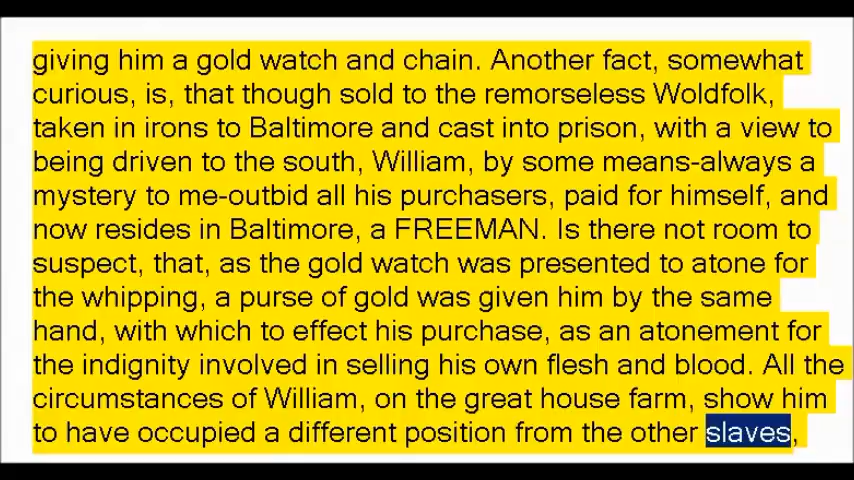 giving him a gold watch and chain. Another fact, somewhat
curious, is, that though sold to the remorseless Woldfolk,
taken in irons to Baltimore and cast into prison, with a view to
being driven to the south, William, by some means-always a
mystery to me-outbid all his purchasers, paid for himself, and
now resides in Baltimore, a FREEMAN. Is there not room to
suspect, that, as the gold watch was presented to atone for
the whipping, a purse of gold was given him by the same
hand, with which to effect his purchase, as an atonement for
the indignity involved in selling his own flesh and blood. All the
circumstances of William, on the great house farm, show him
to have occupied a different position from the other slaves,